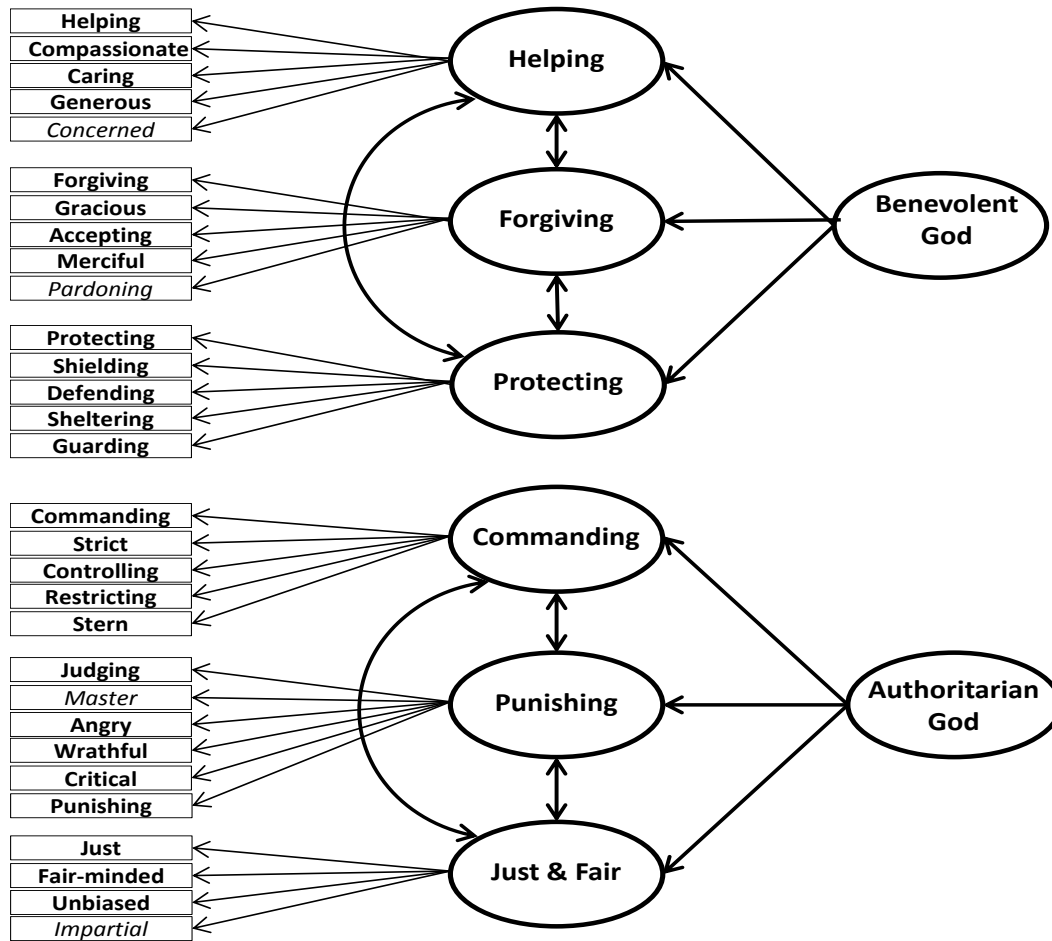 Helping
Compassionate
Caring
Generous
Concerned
Helping
Forgiving
Gracious
Accepting
Merciful
Pardoning
Forgiving
Benevolent
God
Protecting
Shielding
Defending
Sheltering
Guarding
Protecting
Commanding
Strict
Controlling
Restricting
Stern
Commanding
Judging
Master
Angry
Wrathful
Critical
Punishing
Punishing
Authoritarian
God
Just
Fair-minded
Unbiased
Impartial
Just & Fair